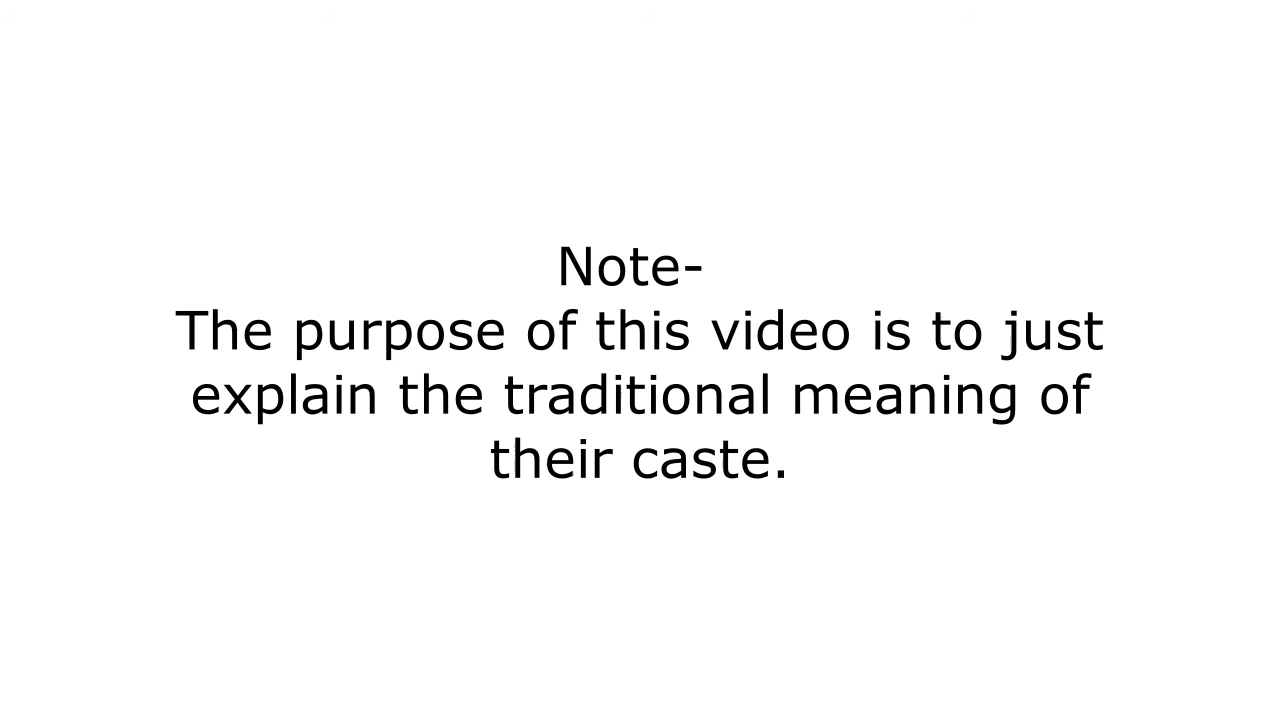 Note-
The purpose of this video is to just
explain the traditional meaning of
their caste.